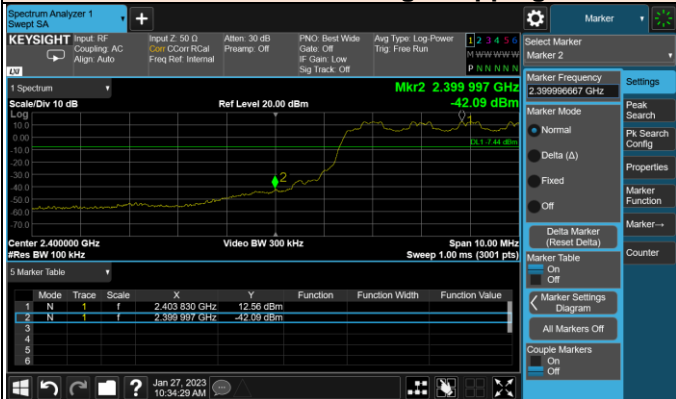 Spectrum Analyzer 1
Swept SA
+
Marker
KEYSIGHT
Input: RF
Coupling: AC
Align: Auto
Input Z: 50 Ω
Corr CCorr RCal
Freq Ref: Internal
Atten: 30 dB
Preamp: Off
PNO: Best Wide
Gate: Off
IF Gain: Low
Sig Track: Off
Avg Type: Log-Power
Trig: Free Run
1 2 3 4 5 6
M W W W W W
P N N N N N
LXI
Select Marker
Marker 2
1 Spectrum
Mkr2 2.399 997 GHz
Scale/Div 10 dB
Ref Level 20.00 dBm
-42.09 dBm
Log
10.0
0.00
-10.0
-20.0
-30.0
-40.0
-50.0
-60.0
-70.0
1
DL1 -7.44 dBm
2
Center 2.400000 GHz
Video BW 300 kHz
Span 10.00 MHz
#Res BW 100 kHz
Sweep 1.00 ms (3001 pts)
5 Marker Table
Mode Trace Scale X Y Function Function Width Function Value
1 N 1 f 2.403 830 GHz 12.56 dBm
2 N 1 f 2.399 997 GHz -42.09 dBm
3
4
5
6
Marker Frequency
2.399996667 GHz
Marker Mode
Normal
Delta (Δ)
Fixed
Off
Delta Marker
(Reset Delta)
Marker Table
On
Off
Marker Settings
Diagram
All Markers Off
Couple Markers
On
Off
Settings
Peak
Search
Pk Search
Config
Properties
Marker
Function
Marker→
Counter
?
Jan 27, 2023
10:34:29 AM